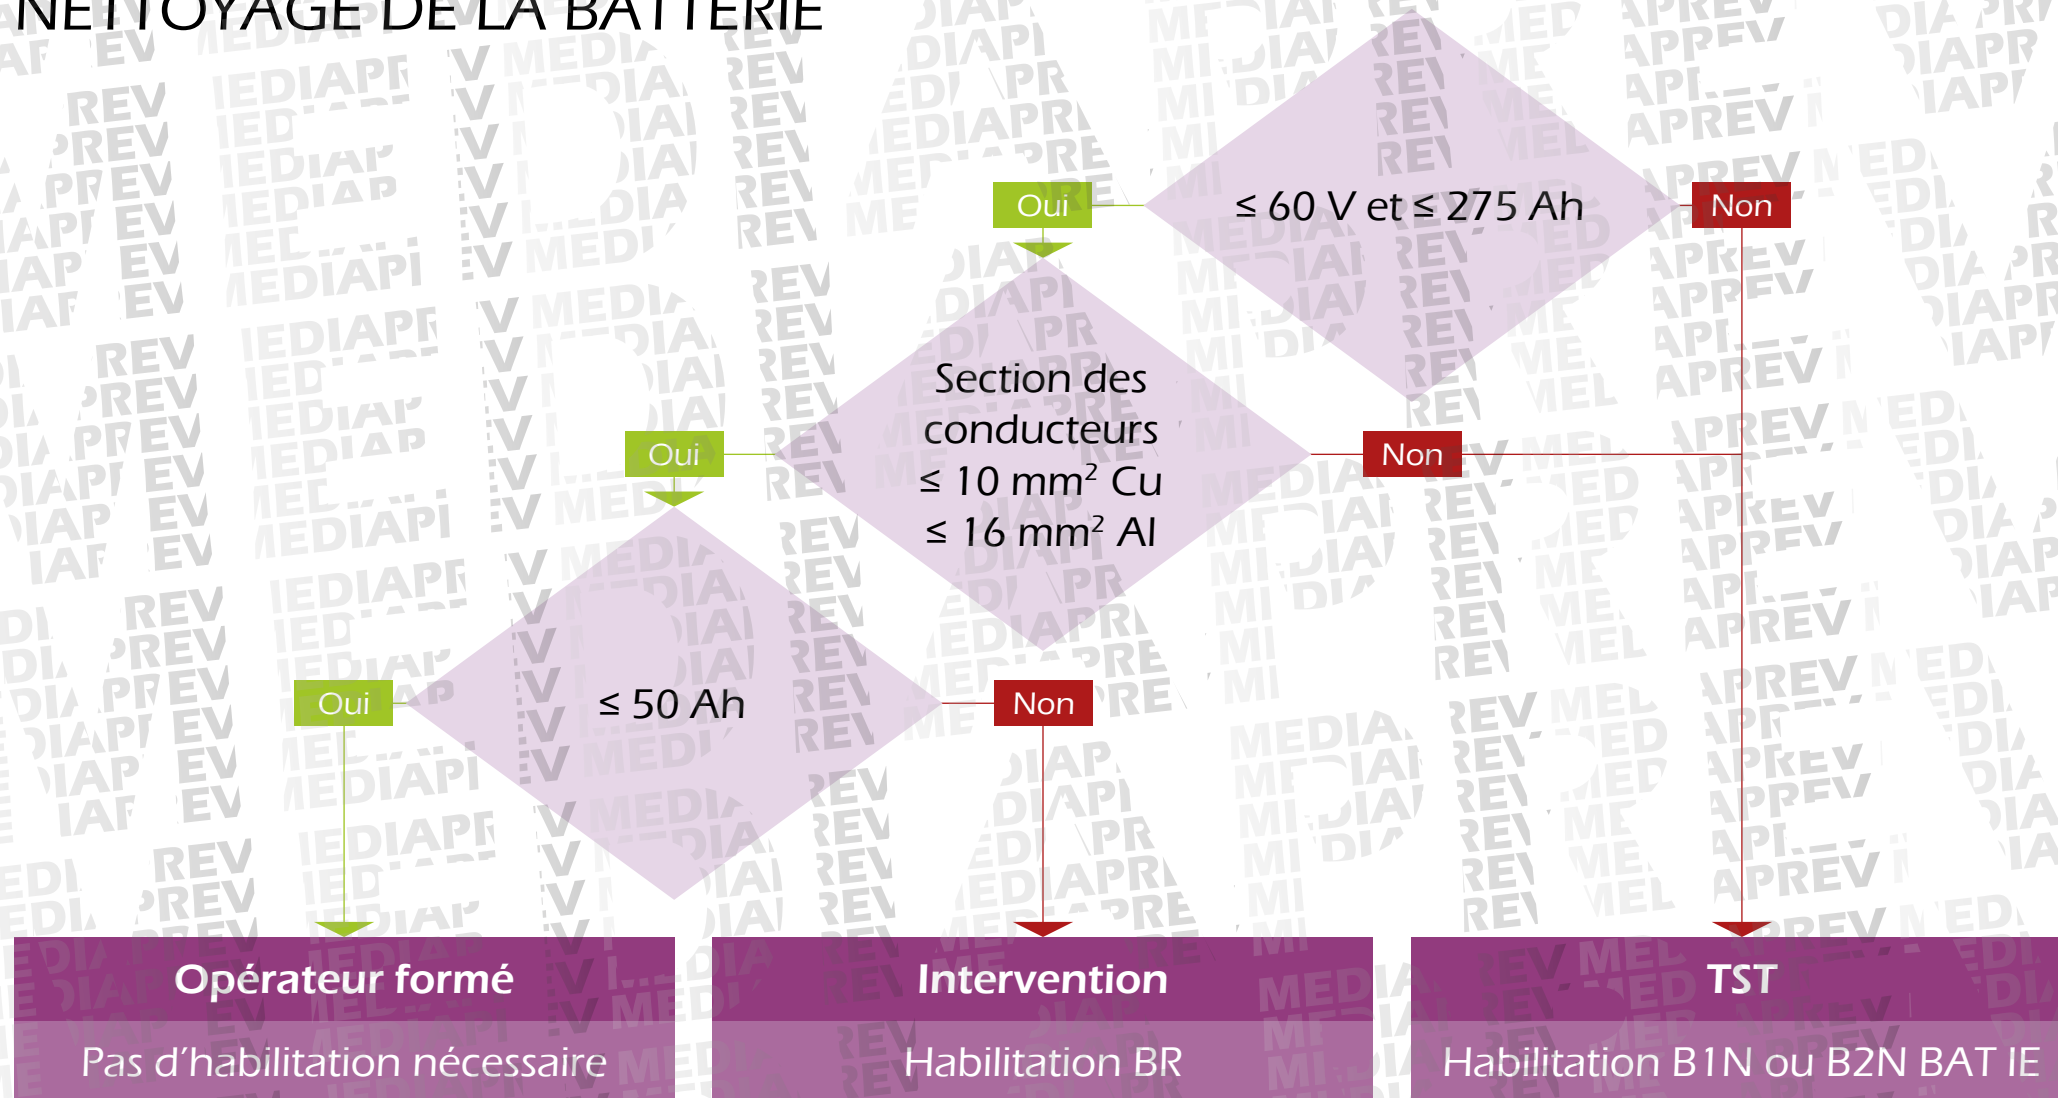 NETTOYAGE DE LA BATTERIE
≤ 60 V et ≤ 275 Ah
Oui
Non
Section des
conducteurs
≤ 10 mm² Cu
≤ 16 mm² Al
Oui
Non
≤ 50 Ah
Oui
Non
Opérateur formé
Pas d’habilitation nécessaire
Intervention
Habilitation BR
TST
Habilitation B1N ou B2N BAT IE